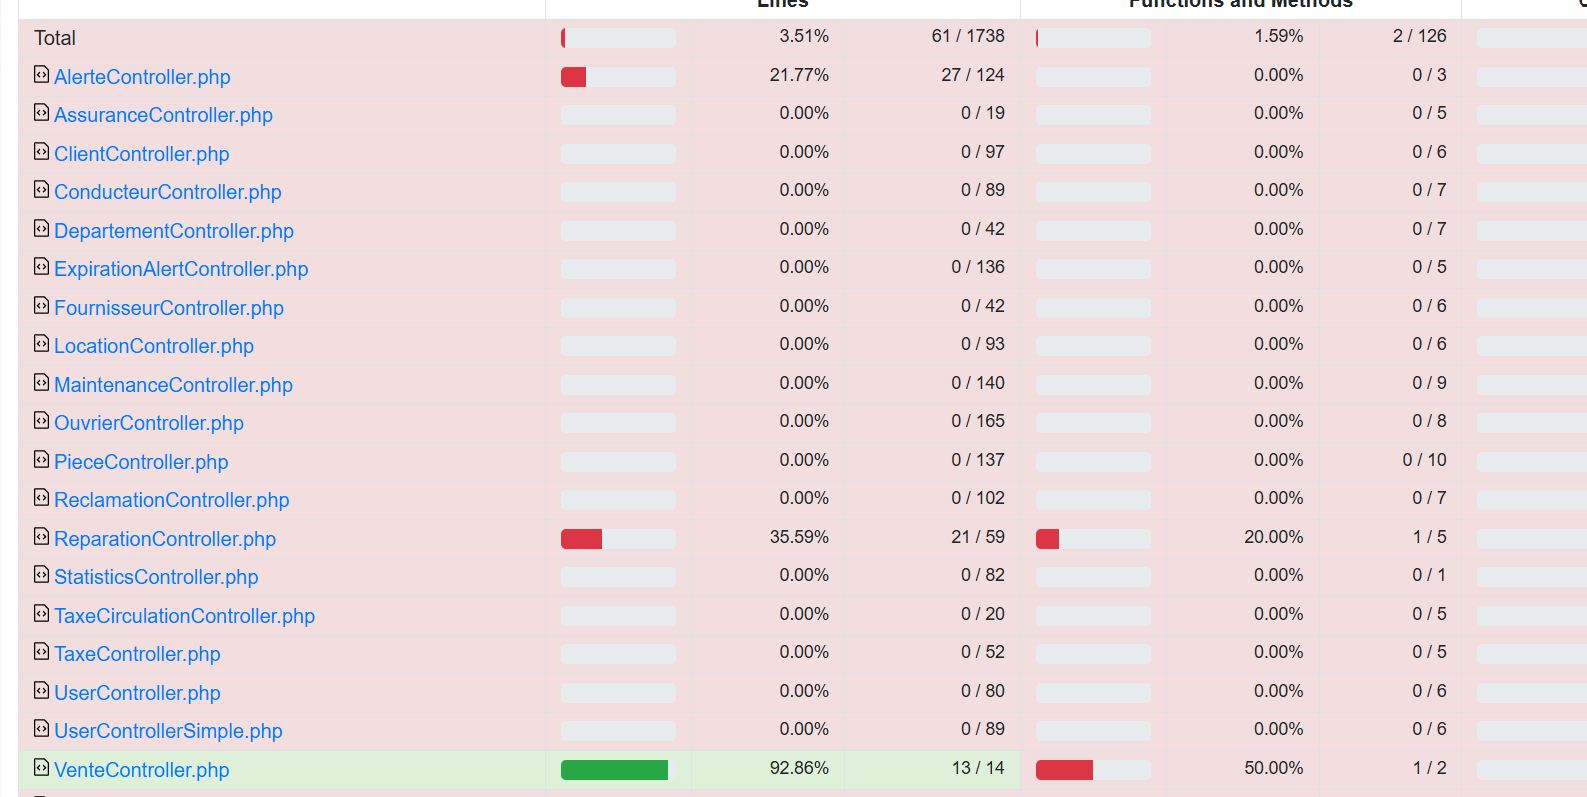 Lines Functions and Methods
Total 3.51% 61 / 1738 1.59% 2 / 126
AlerteController.php 21.77% 27 / 124 0.00% 0 / 3
AssuranceController.php 0.00% 0 / 19 0.00% 0 / 5
ClientController.php 0.00% 0 / 97 0.00% 0 / 6
ConducteurController.php 0.00% 0 / 89 0.00% 0 / 7
DepartementController.php 0.00% 0 / 42 0.00% 0 / 7
ExpirationAlertController.php 0.00% 0 / 136 0.00% 0 / 5
FournisseurController.php 0.00% 0 / 42 0.00% 0 / 6
LocationController.php 0.00% 0 / 93 0.00% 0 / 6
MaintenanceController.php 0.00% 0 / 140 0.00% 0 / 9
OuvrierController.php 0.00% 0 / 165 0.00% 0 / 8
PieceController.php 0.00% 0 / 137 0.00% 0 / 10
ReclamationController.php 0.00% 0 / 102 0.00% 0 / 7
ReparationController.php 35.59% 21 / 59 20.00% 1 / 5
StatisticsController.php 0.00% 0 / 82 0.00% 0 / 1
TaxeCirculationController.php 0.00% 0 / 20 0.00% 0 / 5
TaxeController.php 0.00% 0 / 52 0.00% 0 / 5
UserController.php 0.00% 0 / 80 0.00% 0 / 6
UserControllerSimple.php 0.00% 0 / 89 0.00% 0 / 6
VenteController.php 92.86% 13 / 14 50.00% 1 / 2